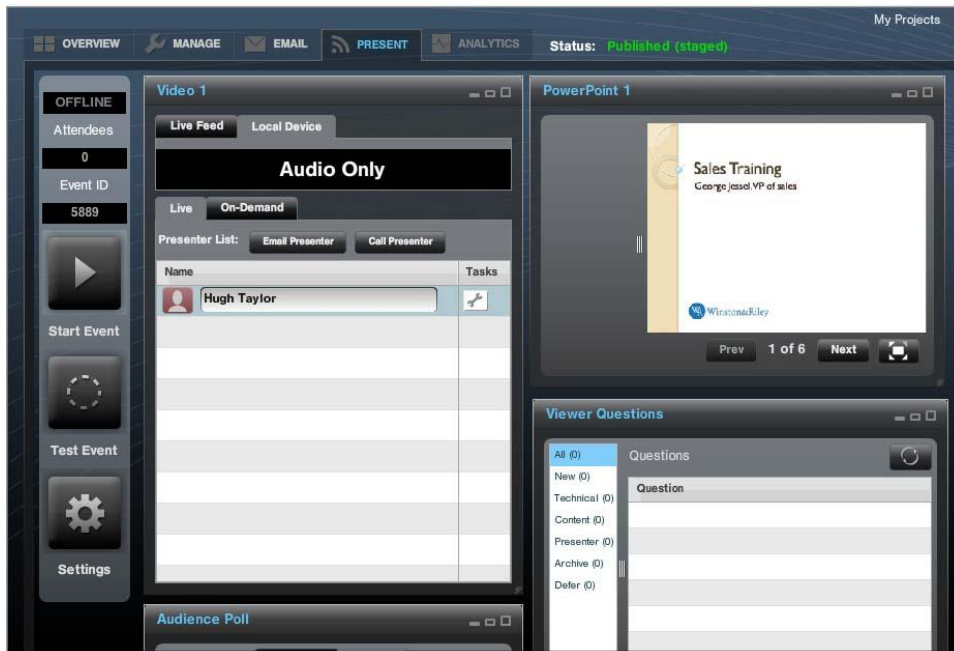 My Projects
OVERVIEW MANAGE EMAIL PRESENT ANALYTICS Status: Published (staged)
OFFLINE
Attendees
0
Event ID
5889
Start Event
Test Event
Settings
Video 1
Live Feed Local Device
Audio Only
Live On-Demand
Presenter List: Email Presenter Call Presenter
Name Tasks
Hugh Taylor
Audience Poll
PowerPoint 1
Sales Training
George Jessel, VP of sales
WR Winston&Riley
Prev 1 of 6 Next
Viewer Questions
All (0)
New (0)
Technical (0)
Content (0)
Presenter (0)
Archive (0)
Defer (0)
Questions
Question